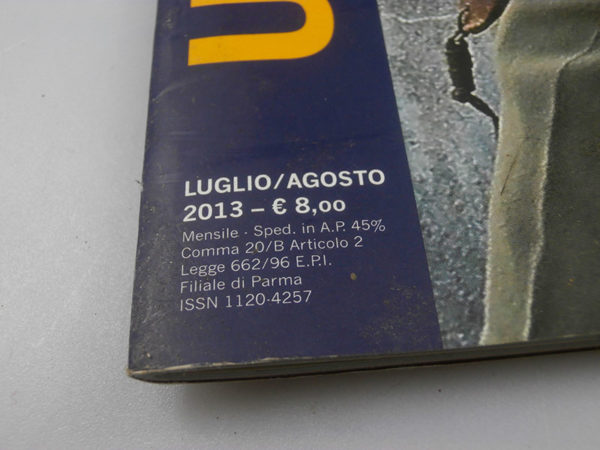 LUGLIO/AGOSTO
2013 – € 8,00
Mensile · Sped. in A.P. 45%
Comma 20/B Articolo 2
Legge 662/96 E.P.I.
Filiale di Parma
ISSN 1120-4257